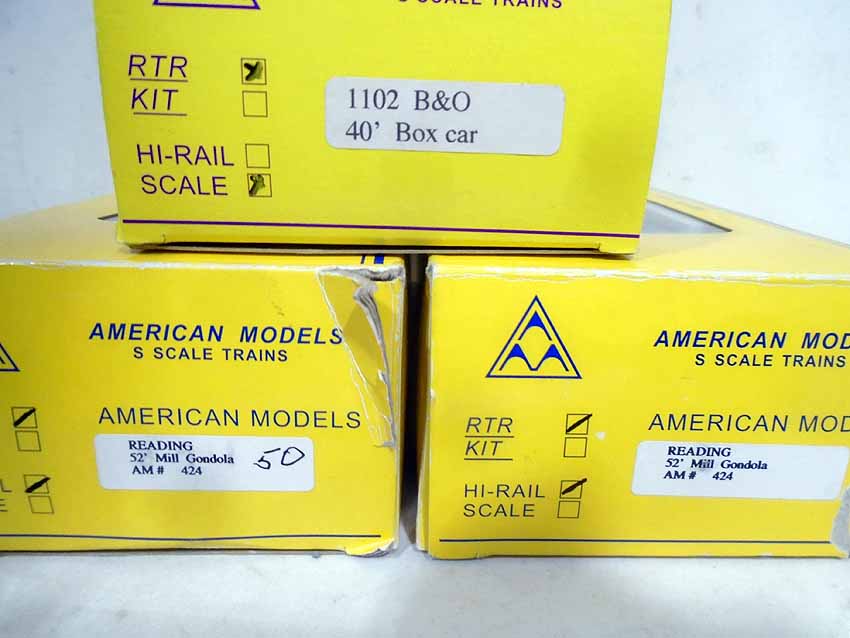 S SCALE TRAINS
RTR
KIT
1102 B&O
40' Box car
HI-RAIL
SCALE
AMERICAN MODELS
S SCALE TRAINS
AMERICAN MODELS
READING
52' Mill Gondola
AM # 424
50
AMERICAN MOD
S SCALE TRAINS
RTR
KIT
AMERICAN MOD
READING
52' Mill Gondola
AM # 424
HI-RAIL
SCALE